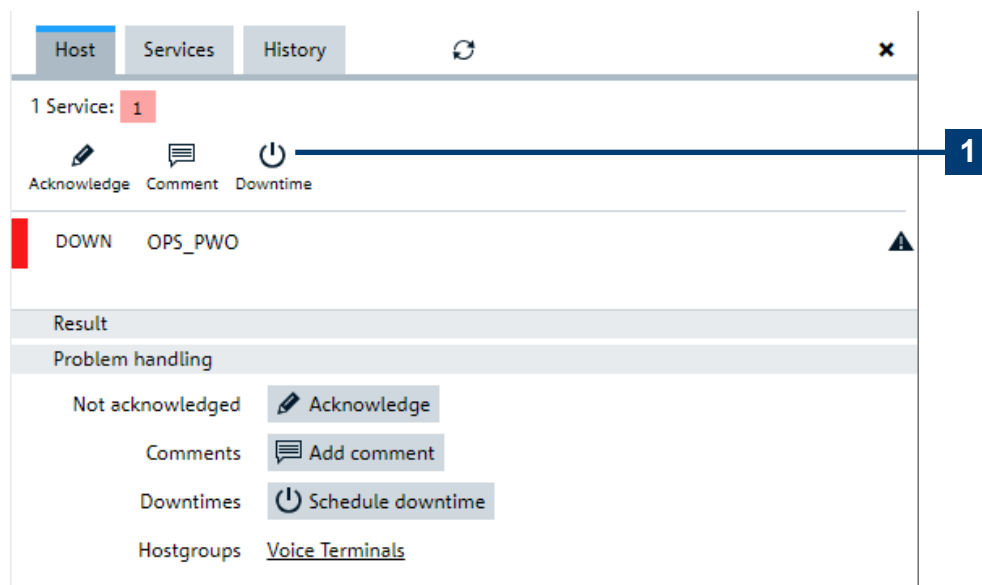 Host Services History
1 Service: 1
1
Acknowledge Comment Downtime
DOWN OPS_PWO
Result
Problem handling
Not acknowledged Acknowledge
Comments Add comment
Downtimes Schedule downtime
Hostgroups Voice Terminals